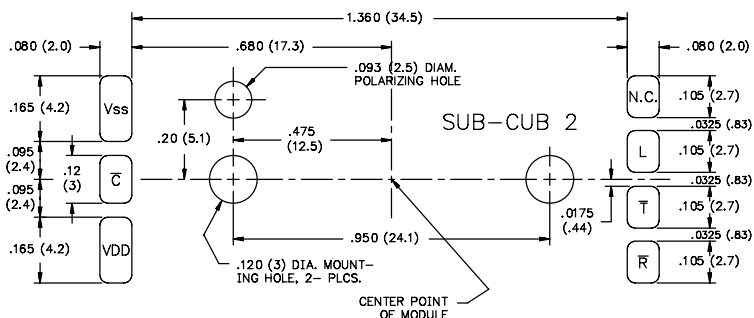 1.360 (34.5)
.080 (2.0)
.680 (17.3)
.080 (2.0)
.093 (2.5) DIAM.
POLARIZING HOLE
.165 (4.2)
Vss
.20 (5.1)
.475
(12.5)
SUB-CUB 2
N.C.
.105 (2.7)
.0325 (.83)
.095
(2.4)
.12
(3)
C̅
L
.105 (2.7)
.0325 (.83)
.095
(2.4)
T̅
.105 (2.7)
.0175
(.44)
.0325 (.83)
.165 (4.2)
VDD
.950 (24.1)
R̅
.105 (2.7)
.120 (3) DIA. MOUNT-
ING HOLE, 2- PLCS.
CENTER POINT
OF MODULE